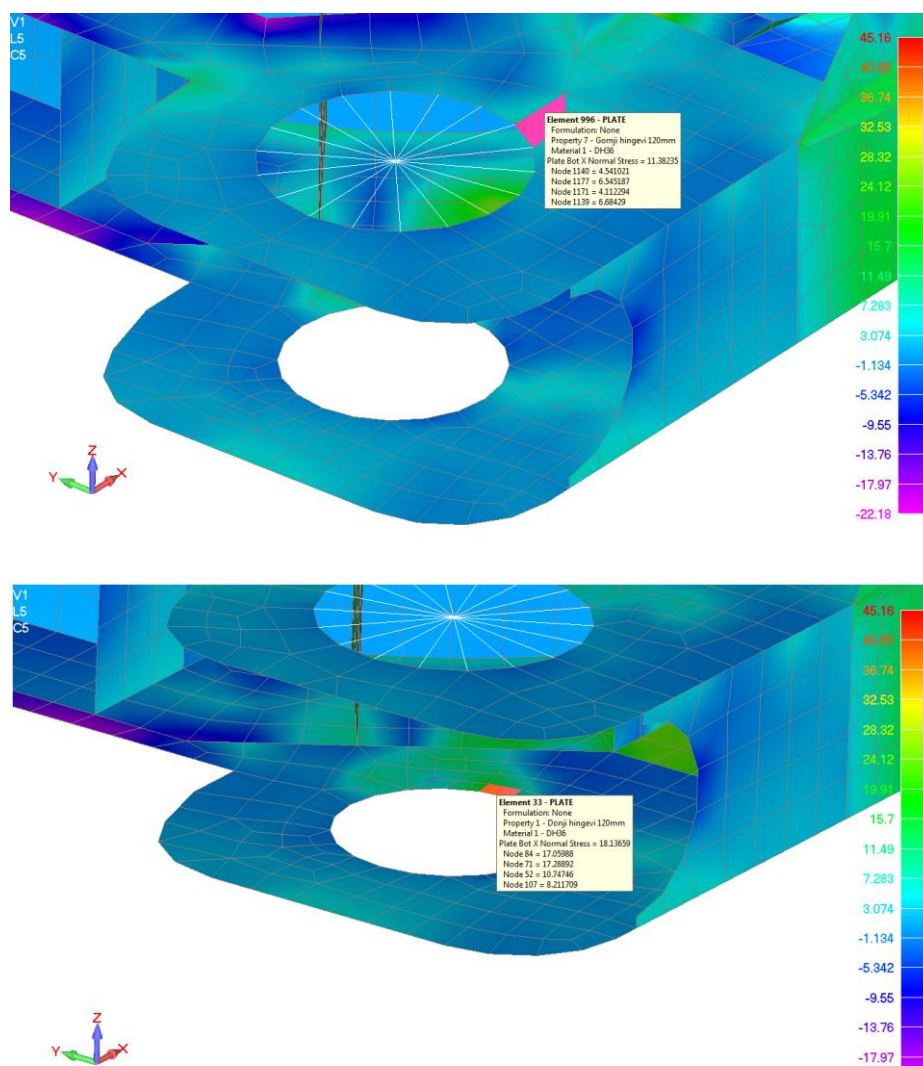 V1
L5
C5
45.16
40.95
36.74
32.53
28.32
24.12
19.91
15.7
11.49
7.283
3.074
-1.134
-5.342
-9.55
-13.76
-17.97
-22.18
Element 996 - PLATE
Formulation: None
Property 7 - Gornji hingevi 120mm
Material 1 - DH36
Plate Bot X Normal Stress = 11.38235
Node 1140 = 4.541021
Node 1177 = 6.545187
Node 1171 = 4.112294
Node 1139 = 6.68429
Z
Y
X
V1
L5
C5
45.16
40.95
36.74
32.53
28.32
24.12
19.91
15.7
11.49
7.283
3.074
-1.134
-5.342
-9.55
-13.76
-17.97
Element 33 - PLATE
Formulation: None
Property 1 - Donji hingevi 120mm
Material 1 - DH36
Plate Bot X Normal Stress = 18.13659
Node 84 = 17.05988
Node 71 = 17.28892
Node 52 = 10.74746
Node 107 = 8.211709
Z
Y
X